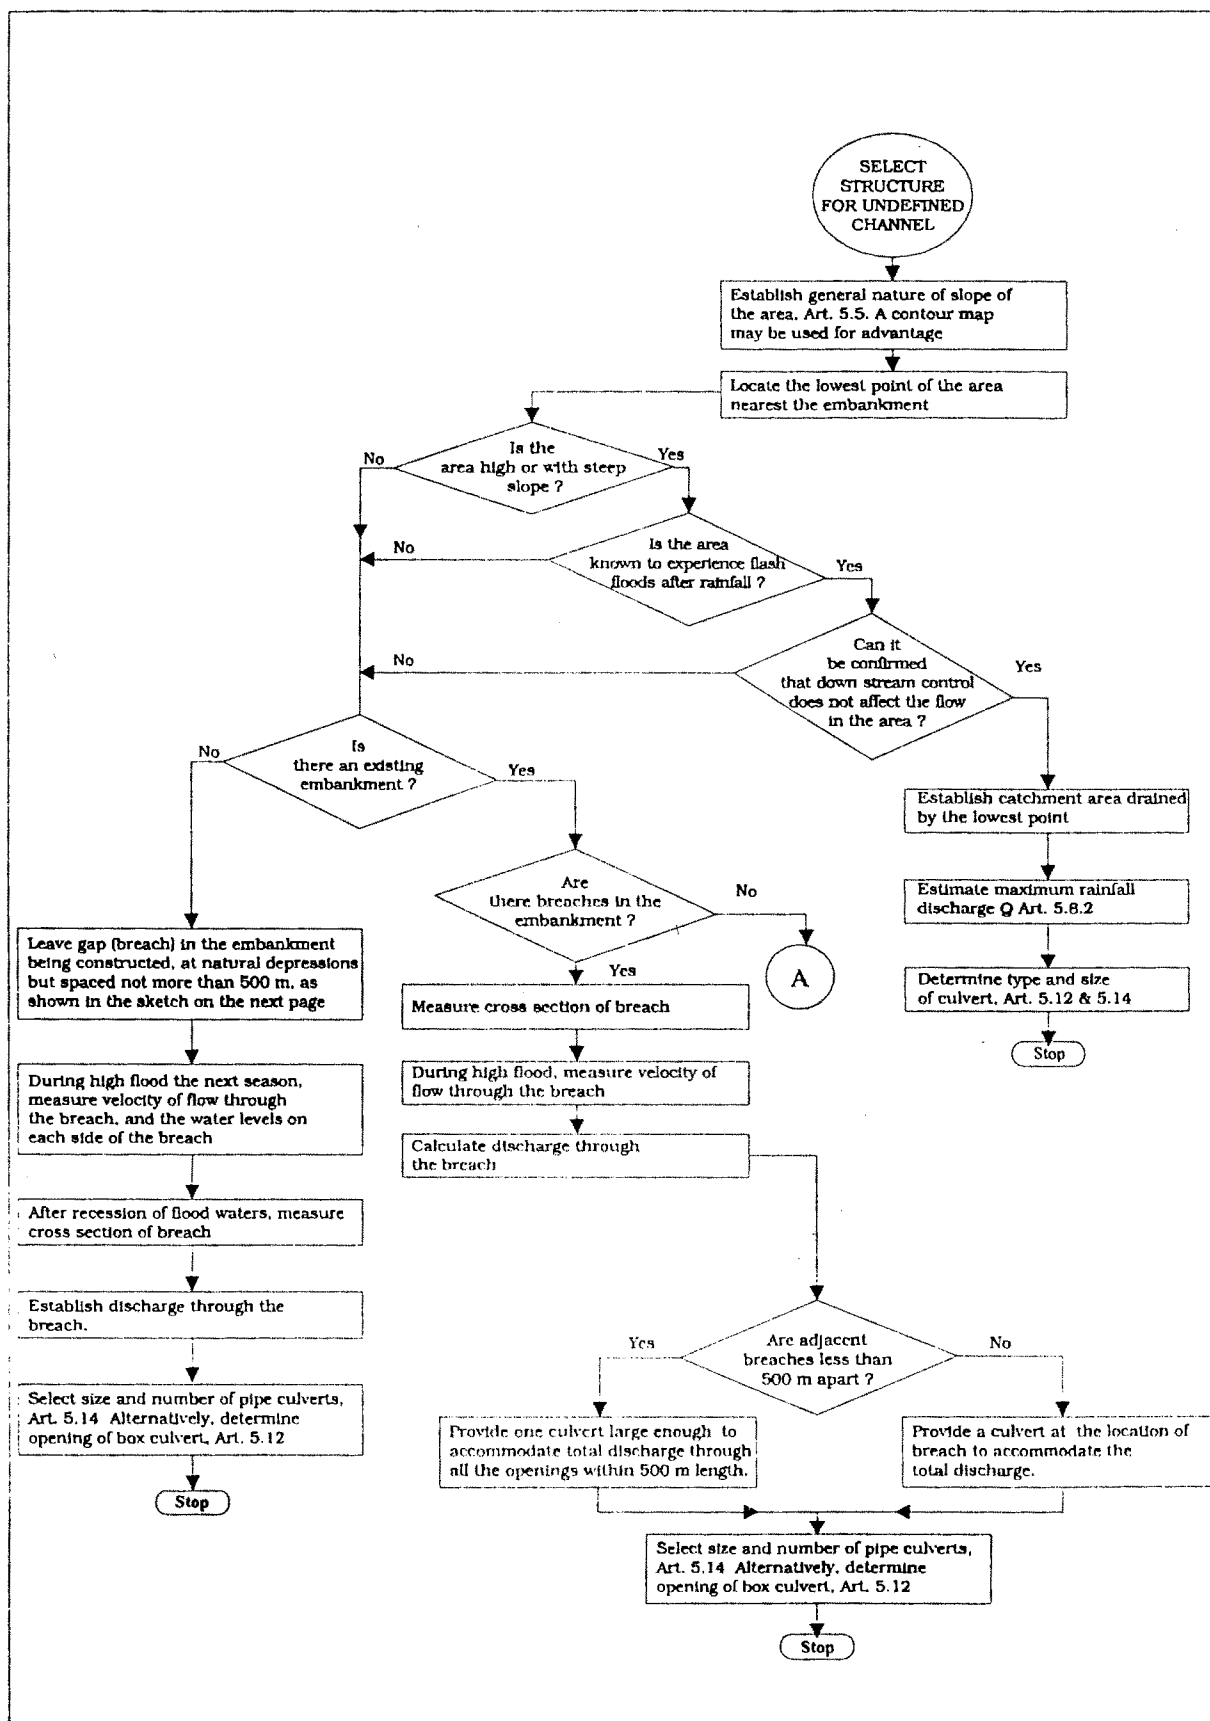 SELECT
STRUCTURE
FOR UNDEFINED
CHANNEL
Establish general nature of slope of
the area, Art. 5.5. A contour map
may be used for advantage
Locate the lowest point of the area
nearest the embankment
Is the
area high or with steep
slope ?
No
Yes
Is the area
known to experience flash
floods after rainfall ?
No
Yes
Can it
be confirmed
that down stream control
does not affect the flow
in the area ?
No
Yes
Is
there an existing
embankment ?
No
Yes
Establish catchment area drained
by the lowest point
Estimate maximum rainfall
discharge Q Art. 5.8.2
Determine type and size
of culvert, Art. 5.12 & 5.14
Stop
Are
there breaches in the
embankment ?
No
A
Yes
Leave gap (breach) in the embankment
being constructed, at natural depressions
but spaced not more than 500 m, as
shown in the sketch on the next page
During high flood the next season,
measure velocity of flow through
the breach, and the water levels on
each side of the breach
After recession of flood waters, measure
cross section of breach
Establish discharge through the
breach.
Select size and number of pipe culverts,
Art. 5.14 Alternatively, determine
opening of box culvert, Art. 5.12
Stop
Measure cross section of breach
During high flood, measure velocity of
flow through the breach
Calculate discharge through
the breach
Are adjacent
breaches less than
500 m apart ?
Yes
No
Provide one culvert large enough to
accommodate total discharge through
all the openings within 500 m length.
Provide a culvert at the location of
breach to accommodate the
total discharge.
Select size and number of pipe culverts,
Art. 5.14 Alternatively, determine
opening of box culvert, Art. 5.12
Stop